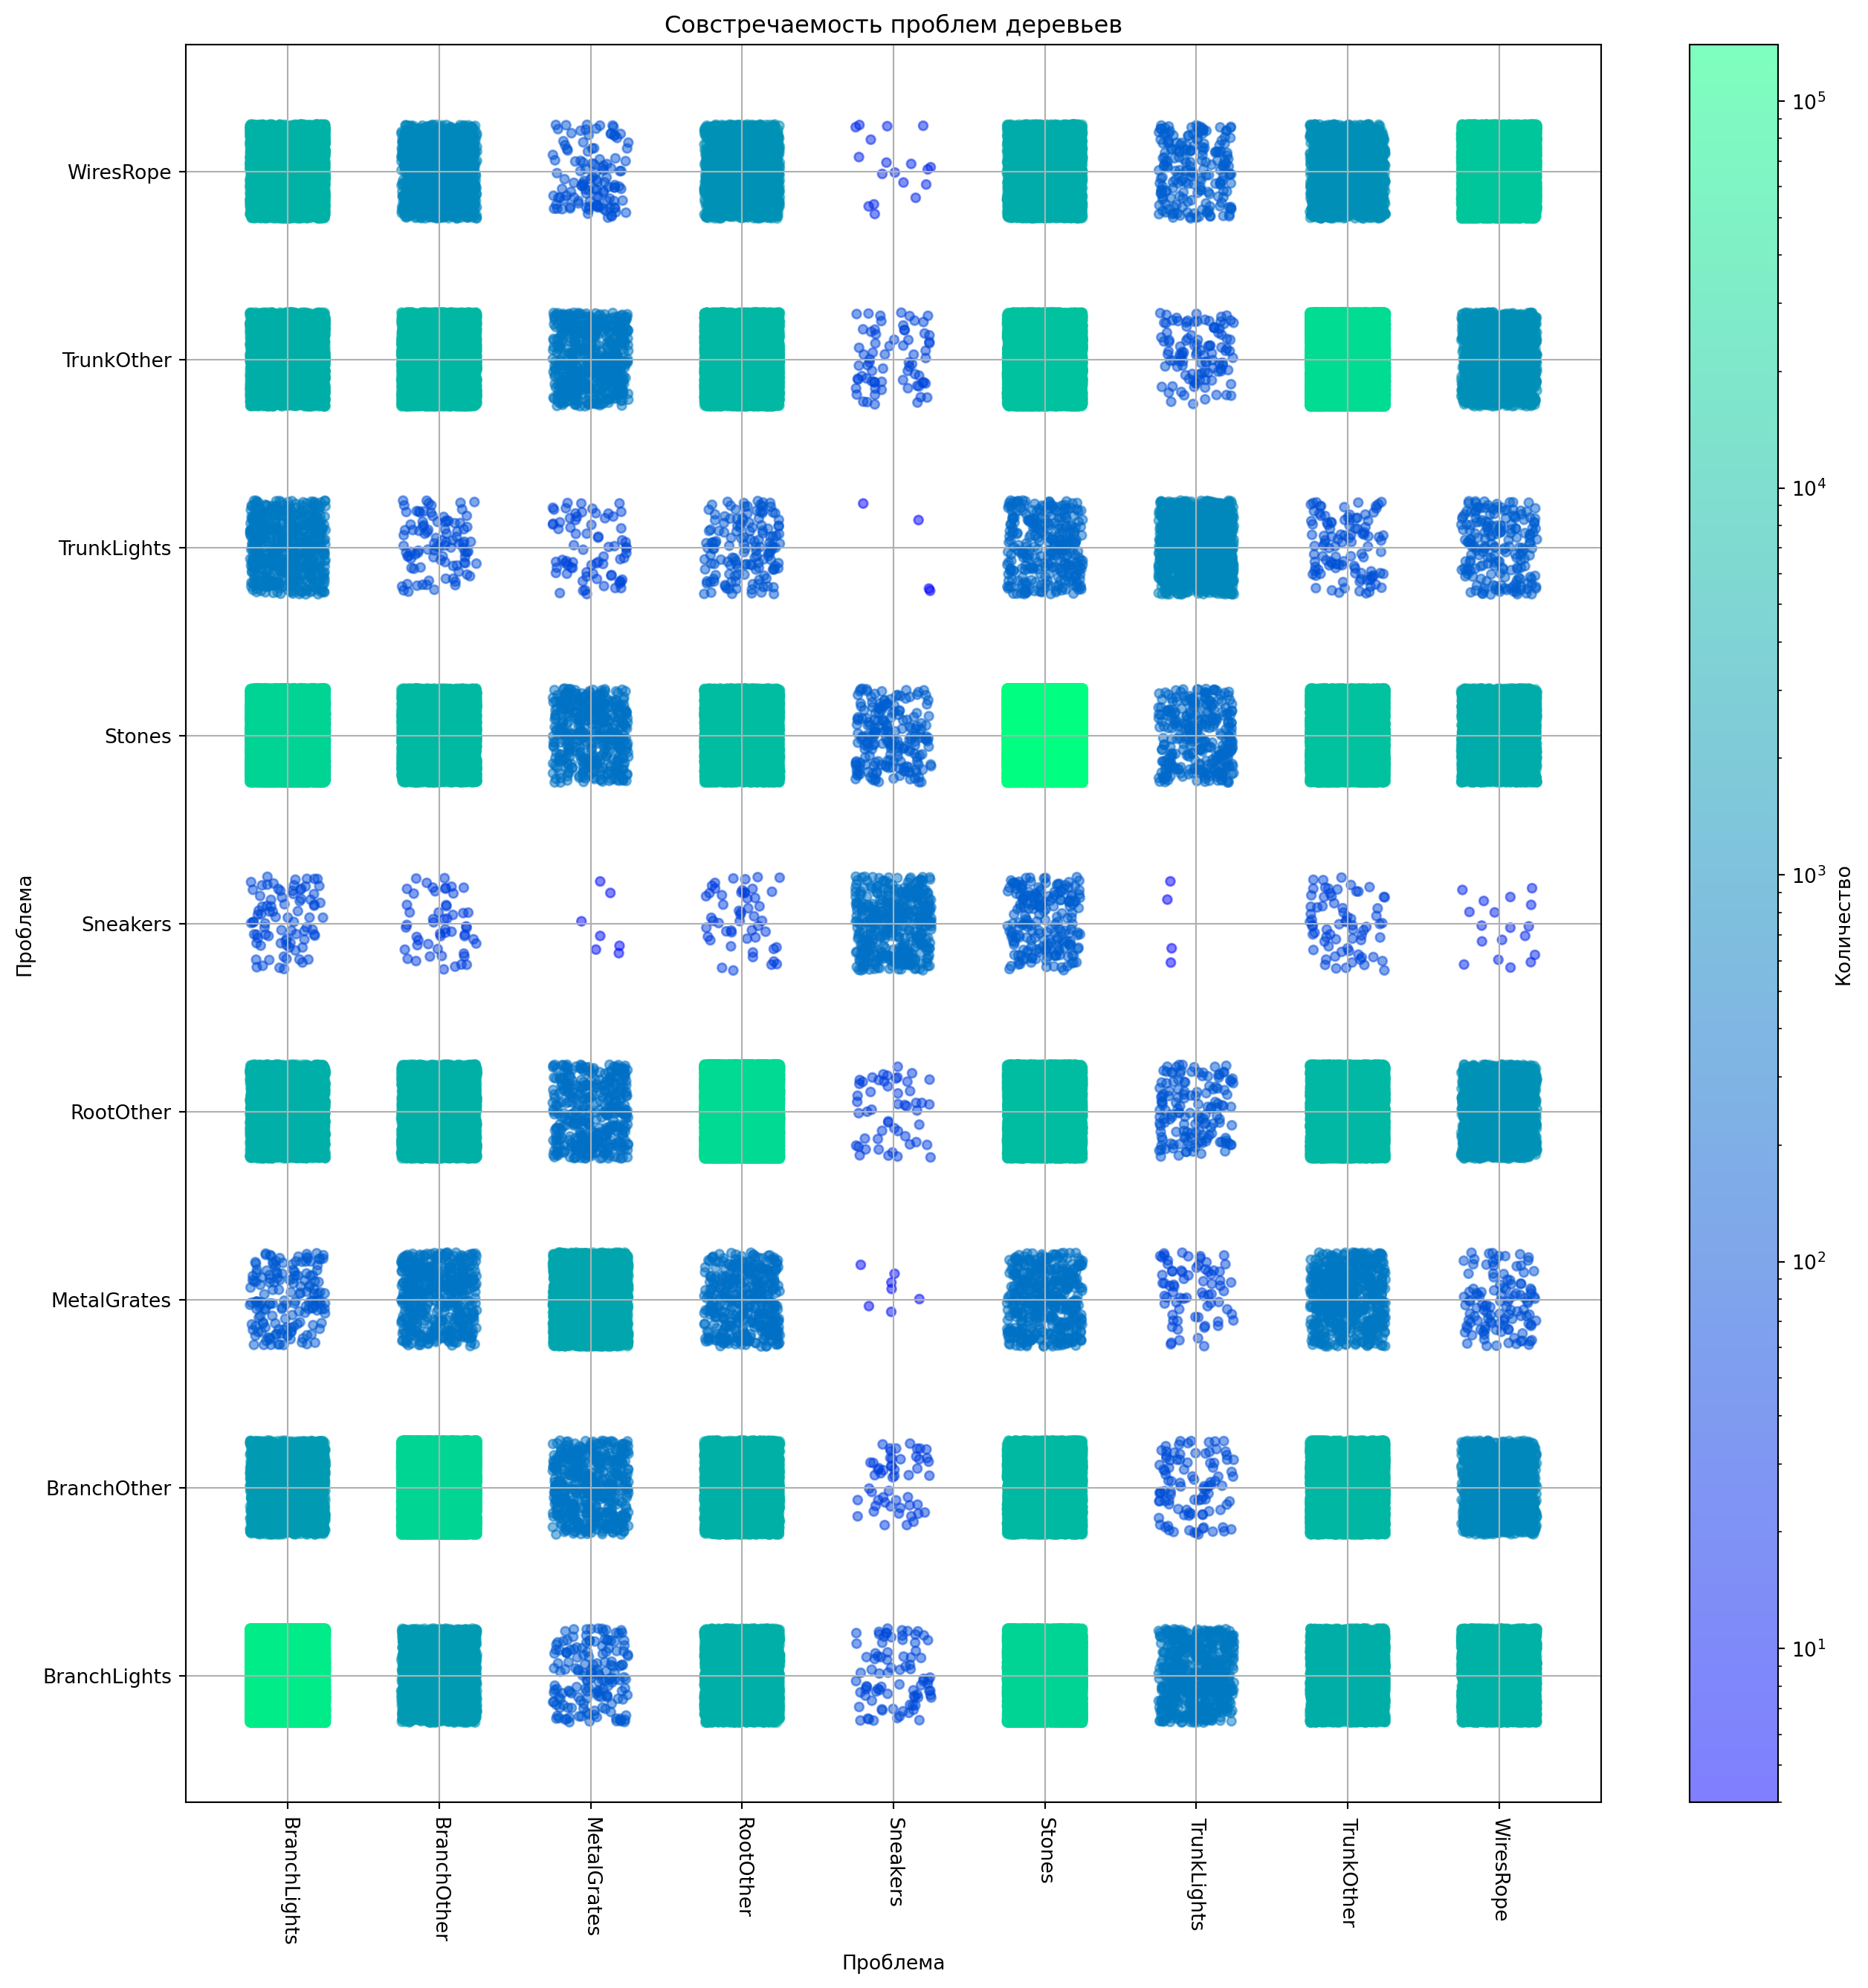 Совстречаемость проблем деревьев
WiresRope
TrunkOther
TrunkLights
Stones
Sneakers
RootOther
MetalGrates
BranchOther
BranchLights
Проблема
BranchLights
BranchOther
MetalGrates
RootOther
Sneakers
Stones
TrunkLights
TrunkOther
WiresRope
Проблема
10⁵
10⁴
10³
10²
10¹
Количество